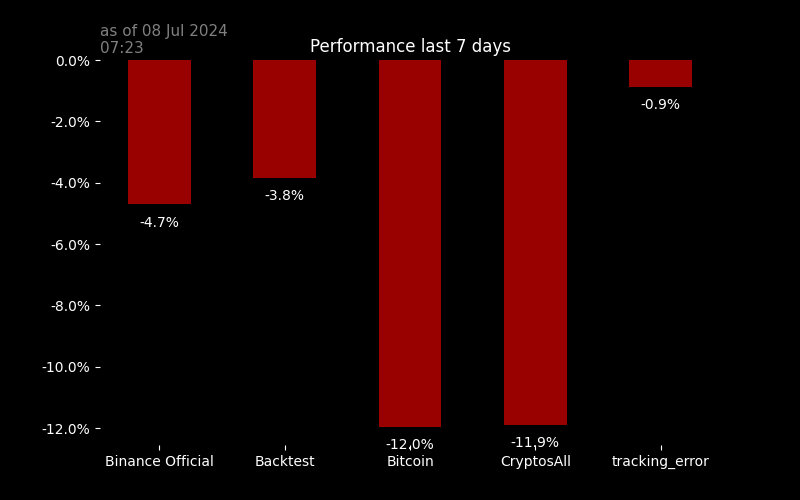 as of 08 Jul 2024
07:23
Performance last 7 days
0.0%
-2.0%
-4.0%
-6.0%
-8.0%
-10.0%
-12.0%
-4.7%
-3.8%
-12.0%
-11.9%
-0.9%
Binance Official
Backtest
Bitcoin
CryptosAll
tracking_error